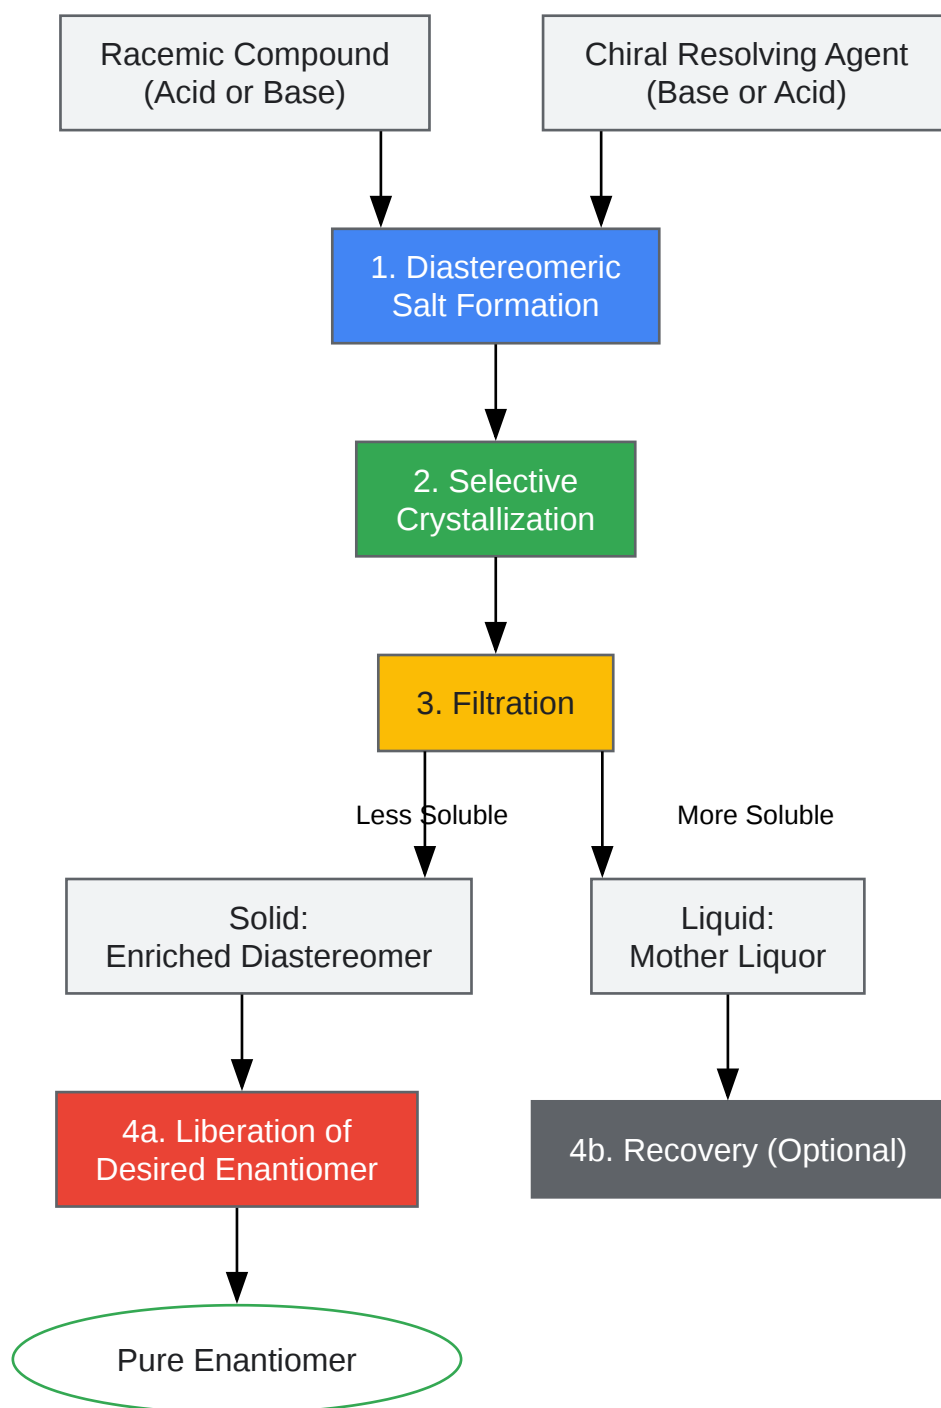 Racemic Compound
(Acid or Base)
Chiral Resolving Agent
(Base or Acid)
1. Diastereomeric
Salt Formation
2. Selective
Crystallization
3. Filtration
Less Soluble
More Soluble
Solid:
Enriched Diastereomer
Liquid:
Mother Liquor
4a. Liberation of
Desired Enantiomer
4b. Recovery (Optional)
Pure Enantiomer